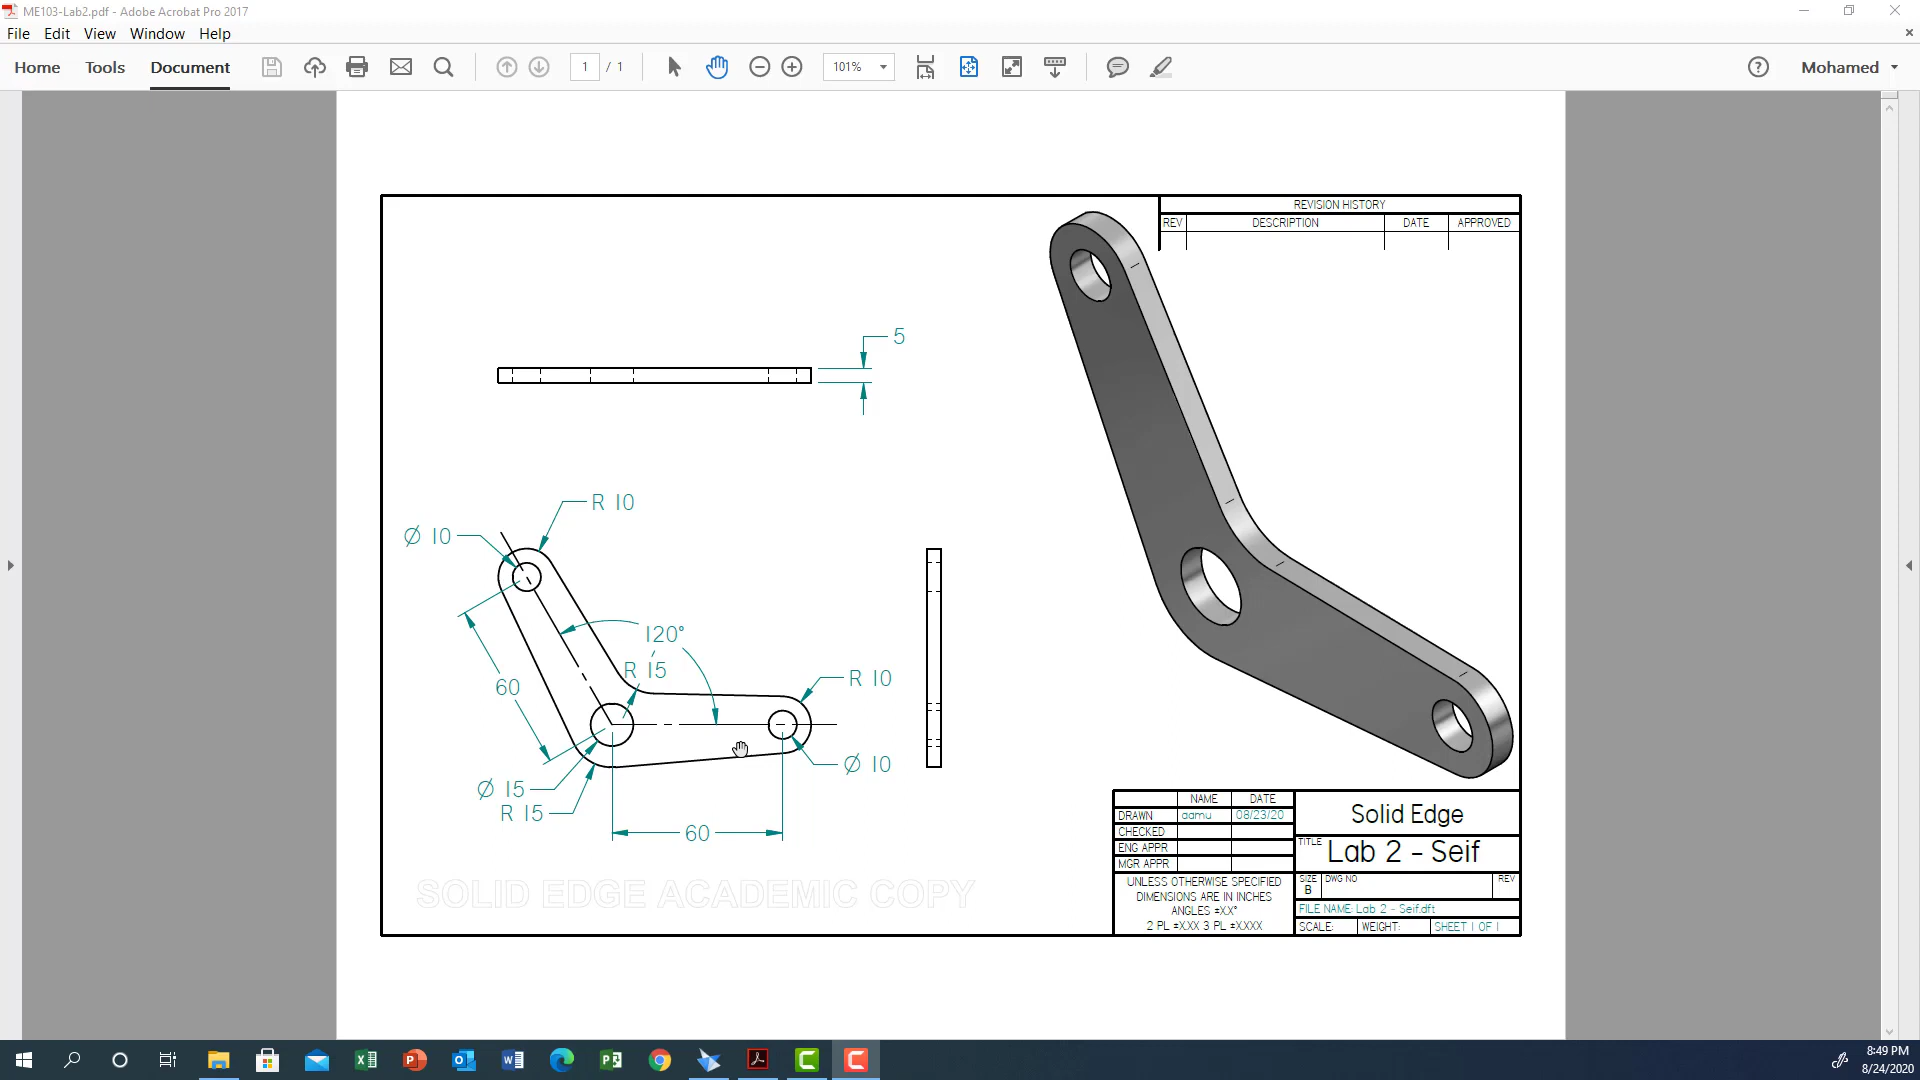 ME103-Lab2.pdf - Adobe Acrobat Pro 2017
File Edit View Window Help
Home Tools Document 1 / 1 101% Mohamed
REVISION HISTORY
REV DESCRIPTION DATE APPROVED
5
R 10
Ø 10
120°
R 15
60
R 10
Ø 10
Ø 15
R 15
60
SOLID EDGE ACADEMIC COPY
NAME DATE
DRAWN aamu 08/23/20
CHECKED
ENG APPR
MGR APPR
UNLESS OTHERWISE SPECIFIED
DIMENSIONS ARE IN INCHES
ANGLES ±X.X°
2 PL ±X.XX 3 PL ±X.XXX
Solid Edge
TITLE
Lab 2 - Seif
SIZE DWG NO REV
B
FILE NAME: Lab 2 - Seif.dft
SCALE: WEIGHT: SHEET 1 OF 1
8:49 PM
8/24/2020